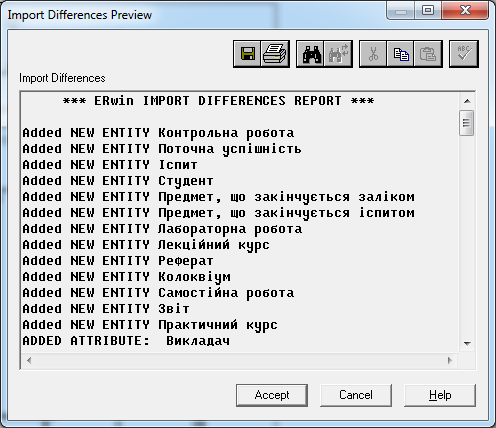 Import Differences Preview
ABC
Import Differences
*** ERwin IMPORT DIFFERENCES REPORT ***
Added NEW ENTITY Контрольна робота
Added NEW ENTITY Поточна успішність
Added NEW ENTITY Іспит
Added NEW ENTITY Студент
Added NEW ENTITY Предмет, що закінчується заліком
Added NEW ENTITY Предмет, що закінчується іспитом
Added NEW ENTITY Лабораторна робота
Added NEW ENTITY Лекційний курс
Added NEW ENTITY Реферат
Added NEW ENTITY Колоквіум
Added NEW ENTITY Самостійна робота
Added NEW ENTITY Звіт
Added NEW ENTITY Практичний курс
ADDED ATTRIBUTE:  Викладач
Accept Cancel Help